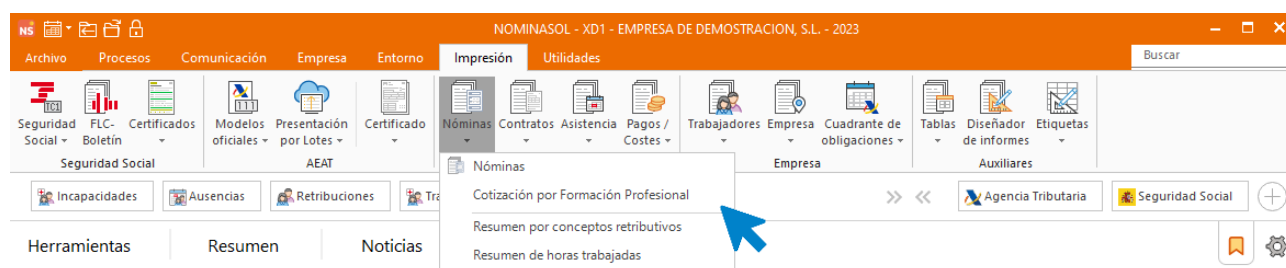 NS NOMINASOL - XD1 - EMPRESA DE DEMOSTRACION, S.L. - 2023
Archivo Procesos Comunicación Empresa Entorno Impresión Utilidades Buscar
TC1 111
Seguridad FLC- Certificados Modelos Presentación Certificado Nóminas Contratos Asistencia Pagos / Trabajadores Empresa Cuadrante de Tablas Diseñador Etiquetas
Social Boletín oficiales por Lotes Costes obligaciones de informes
Seguridad Social AEAT Empresa Auxiliares
Nóminas
Incapacidades Ausencias Retribuciones Cotización por Formación Profesional Agencia Tributaria Seguridad Social
Resumen por conceptos retributivos
Herramientas Resumen Noticias Resumen de horas trabajadas